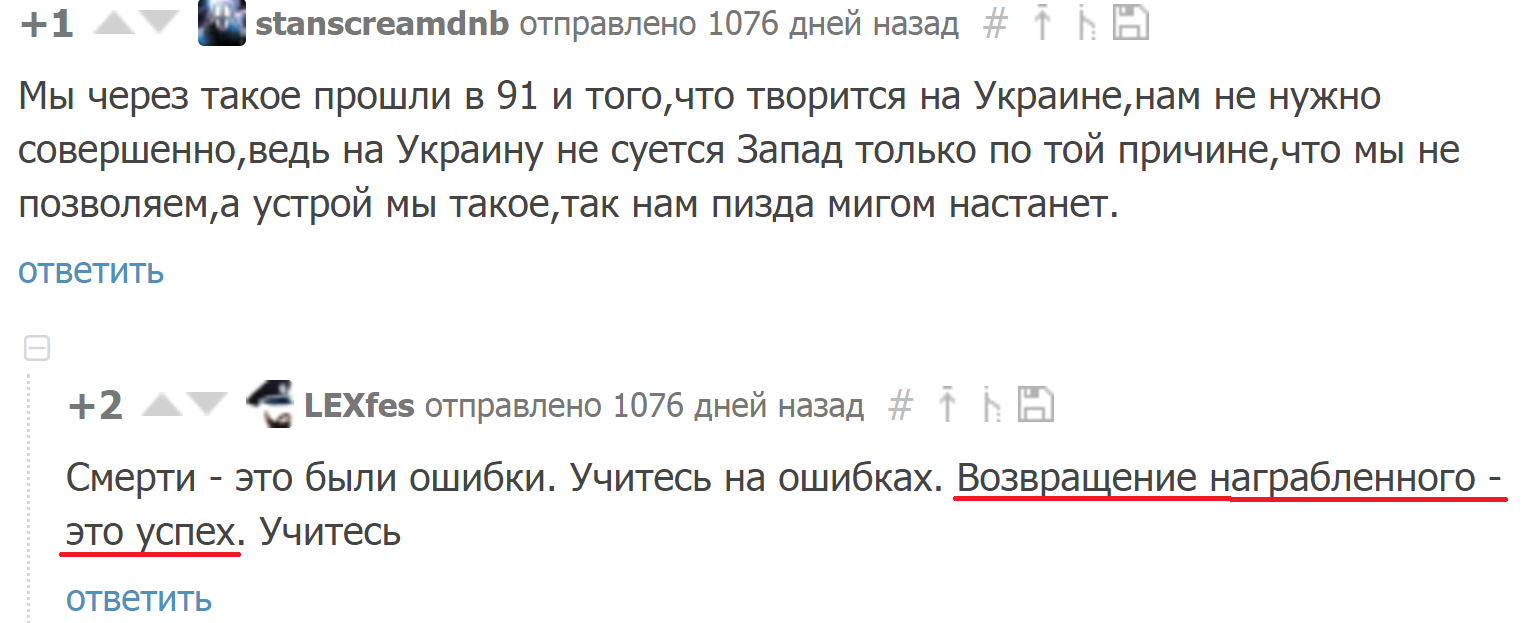 +1 stanscreamdnb отправлено 1076 дней назад #
Мы через такое прошли в 91 и того,что творится на Украине,нам не нужно
совершенно,ведь на Украину не суется Запад только по той причине,что мы не
позволяем,а устрой мы такое,так нам пизда мигом настанет.
ответить
+2 LEXfes отправлено 1076 дней назад #
Смерти - это были ошибки. Учитесь на ошибках. Возвращение награбленного -
это успех. Учитесь
ответить